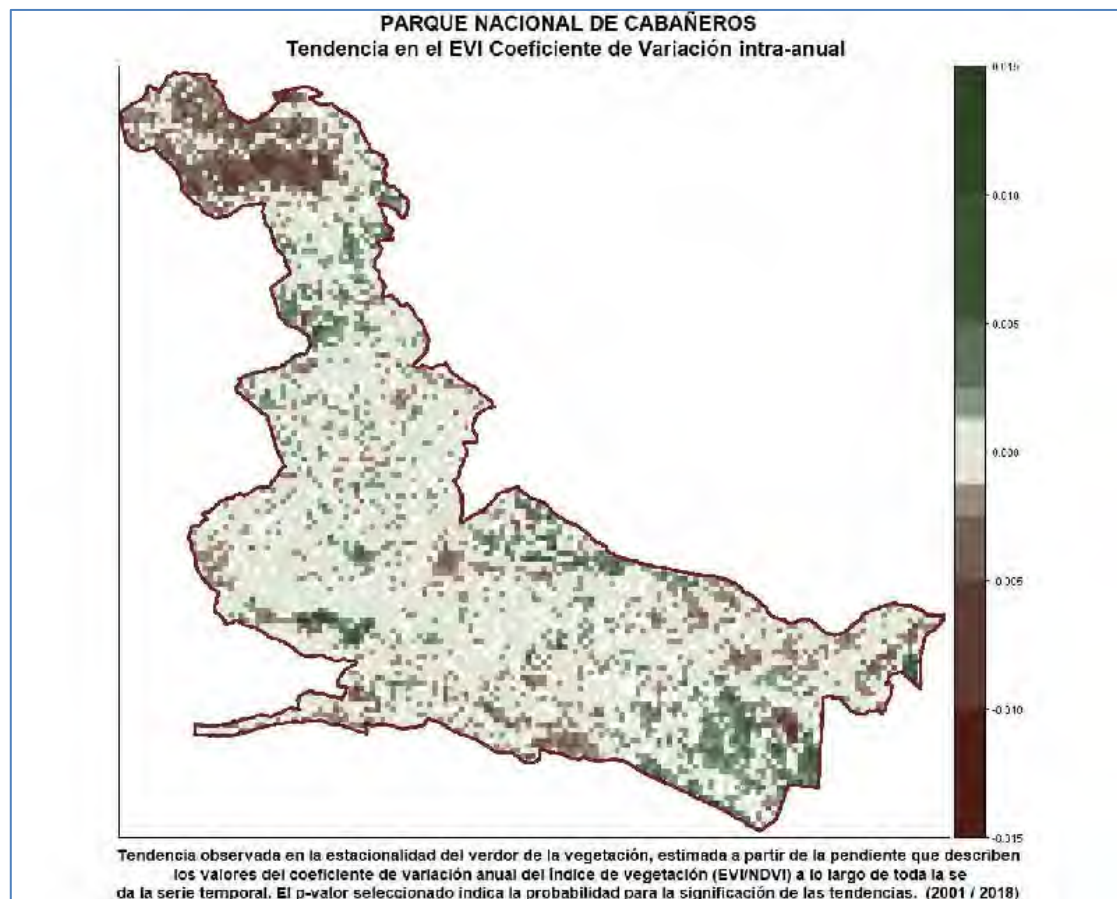 PARQUE NACIONAL DE CABAÑEROS
Tendencia en el EVI Coeficiente de Variación intra-anual
0.015
0.010
0.005
0.000
-0.005
-0.010
-0.015
Tendencia observada en la estacionalidad del verdor de la vegetación, estimada a partir de la pendiente que describen
los valores del coeficiente de variación anual del índice de vegetación (EVI/NDVI) a lo largo de toda la se
da la serie temporal. El p-valor seleccionado indica la probabilidad para la significación de las tendencias. (2001 / 2018)